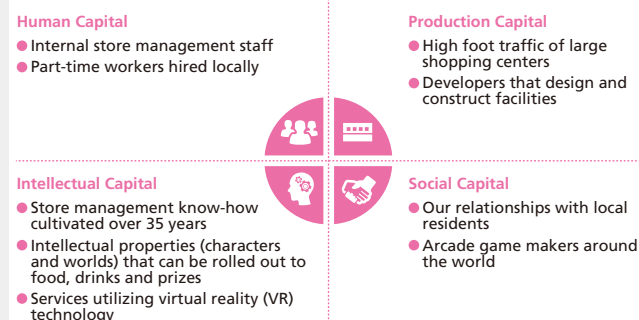 Human Capital
● Internal store management staff
● Part-time workers hired locally
Production Capital
● High foot traffic of large
shopping centers
● Developers that design and
construct facilities
Intellectual Capital
● Store management know-how
cultivated over 35 years
● Intellectual properties (characters
and worlds) that can be rolled out to
food, drinks and prizes
● Services utilizing virtual reality (VR)
technology
Social Capital
● Our relationships with local
residents
● Arcade game makers around
the world